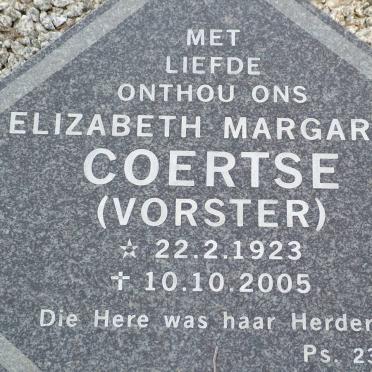 MET
LIEFDE
ONTHOU ONS
ELIZABETH MARGAR
COERTSE
(VORSTER)
☆ 22.2.1923
✝ 10.10.2005
Die Here was haar Herder
Ps. 23